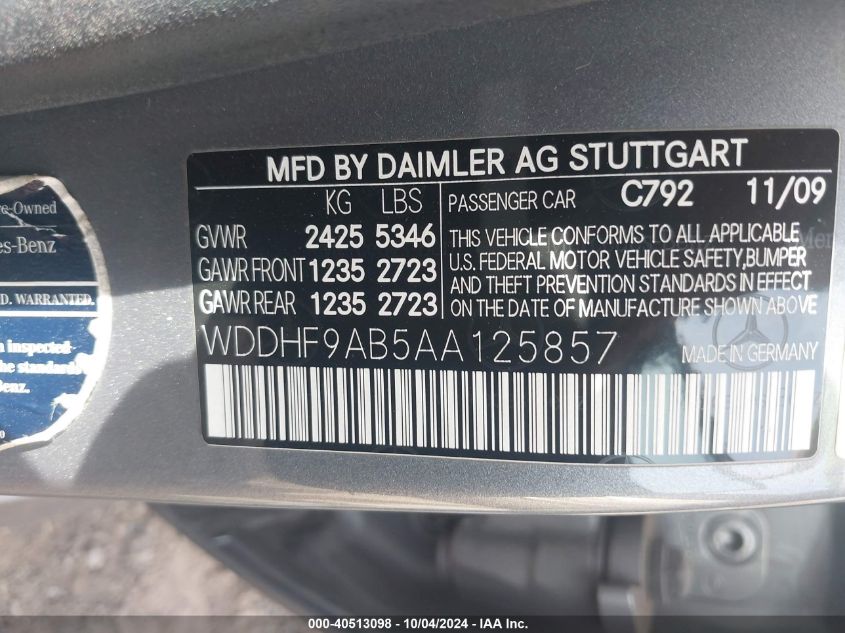 MFD BY DAIMLER AG STUTTGART
KG LBS PASSENGER CAR C792 11/09
GVWR 2425 5346
GAWR FRONT 1235 2723
GAWR REAR 1235 2723
THIS VEHICLE CONFORMS TO ALL APPLICABLE
U.S. FEDERAL MOTOR VEHICLE SAFETY,BUMPER
AND THEFT PREVENTION STANDARDS IN EFFECT
ON THE DATE OF MANUFACTURE SHOWN ABOVE
WDDHF9AB5AA125857 MADE IN GERMANY
e-Owned
es-Benz
D. WARRANTED.
n inspected
s of the
Benz.
000-40513098 - 10/04/2024 - IAA Inc.